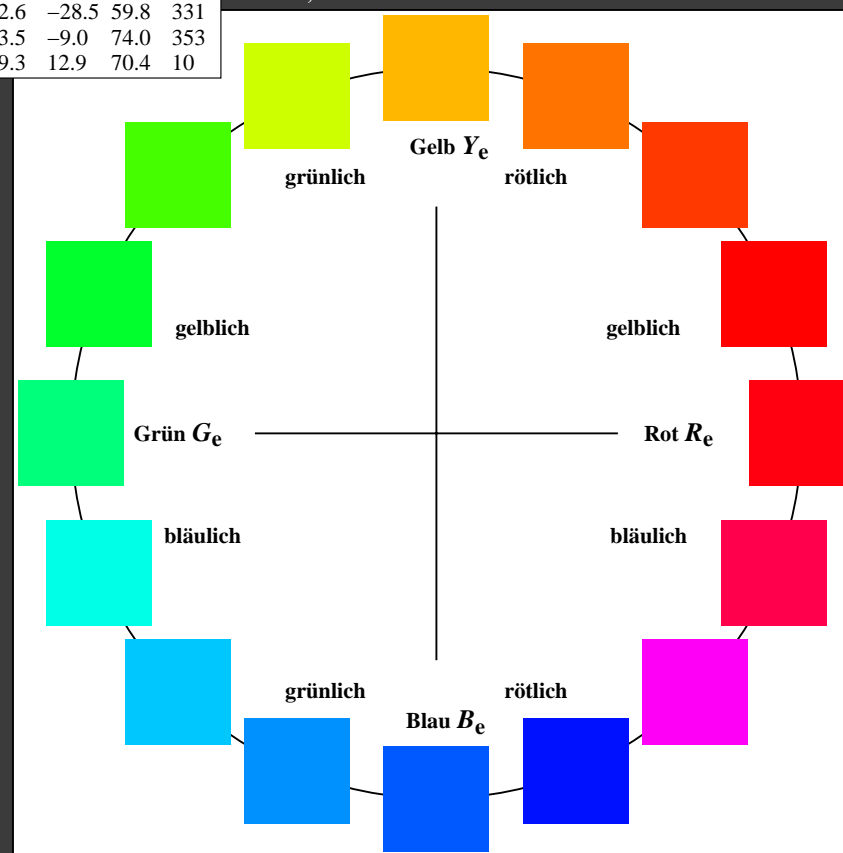 2.6 –28.5 59.8 331
3.5 –9.0 74.0 353
9.3 12.9 70.4 10
Gelb Ye
grünlich rötlich
gelblich gelblich
Grün Ge Rot Re
bläulich bläulich
grünlich rötlich
Blau Be